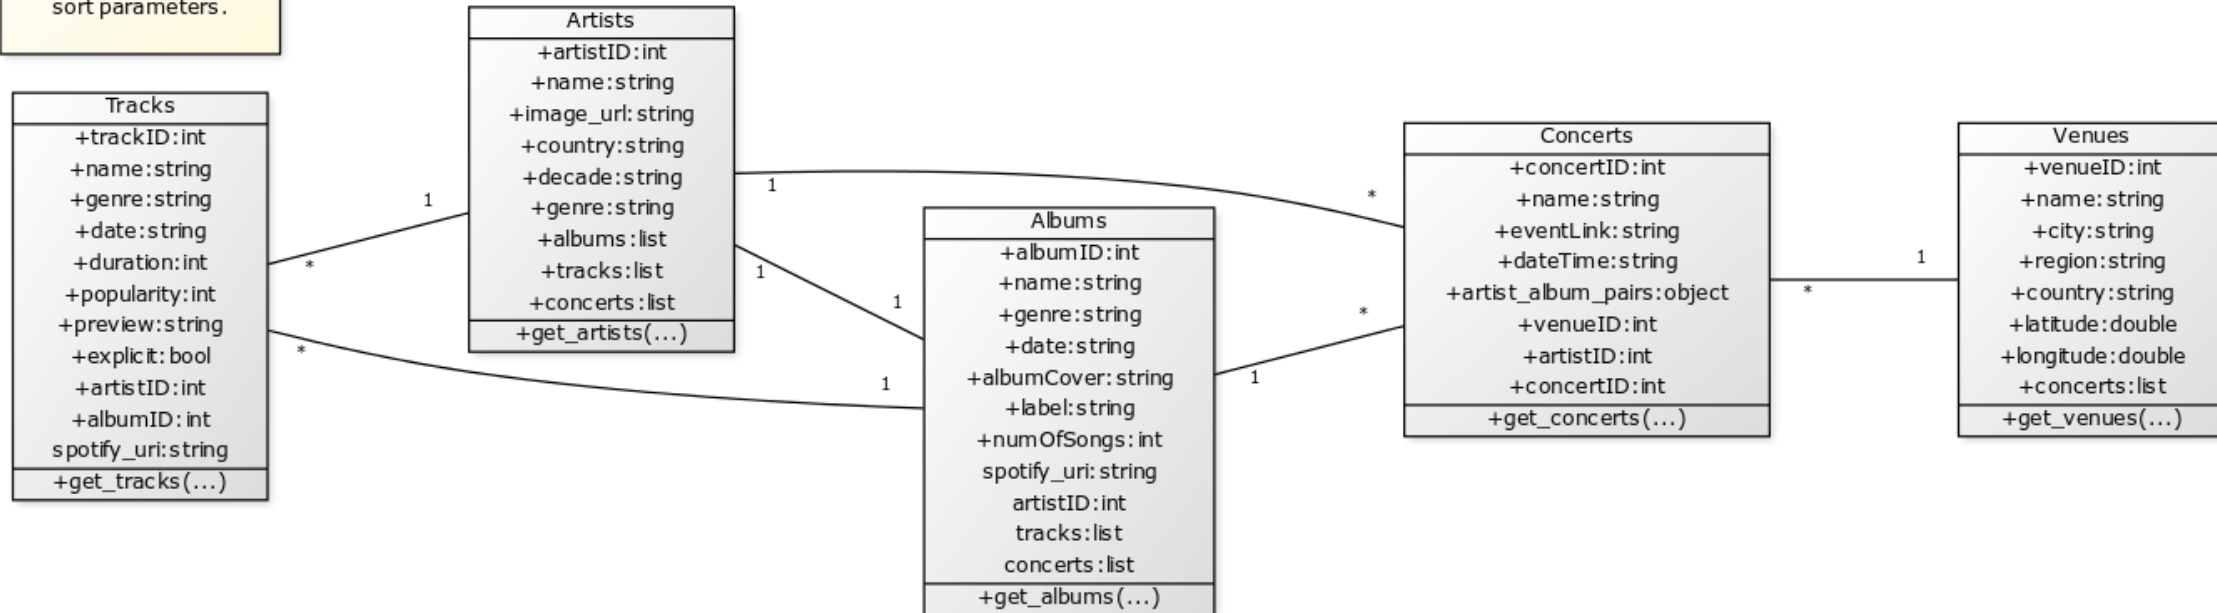 sort parameters.
Tracks
+trackID:int
+name:string
+genre:string
+date:string
+duration:int
+popularity:int
+preview:string
+explicit:bool
+artistID:int
+albumID:int
spotify_uri:string
+get_tracks(...)
1
*
*
1
Artists
+artistID:int
+name:string
+image_url:string
+country:string
+decade:string
+genre:string
+albums:list
+tracks:list
+concerts:list
+get_artists(...)
1
*
1
1
Albums
+albumID:int
+name:string
+genre:string
+date:string
+albumCover:string
+label:string
+numOfSongs:int
spotify_uri:string
artistID:int
tracks:list
concerts:list
+get_albums(...)
*
1
Concerts
+concertID:int
+name:string
+eventLink:string
+dateTime:string
+artist_album_pairs:object
+venueID:int
+artistID:int
+concertID:int
+get_concerts(...)
1
*
Venues
+venueID:int
+name:string
+city:string
+region:string
+country:string
+latitude:double
+longitude:double
+concerts:list
+get_venues(...)